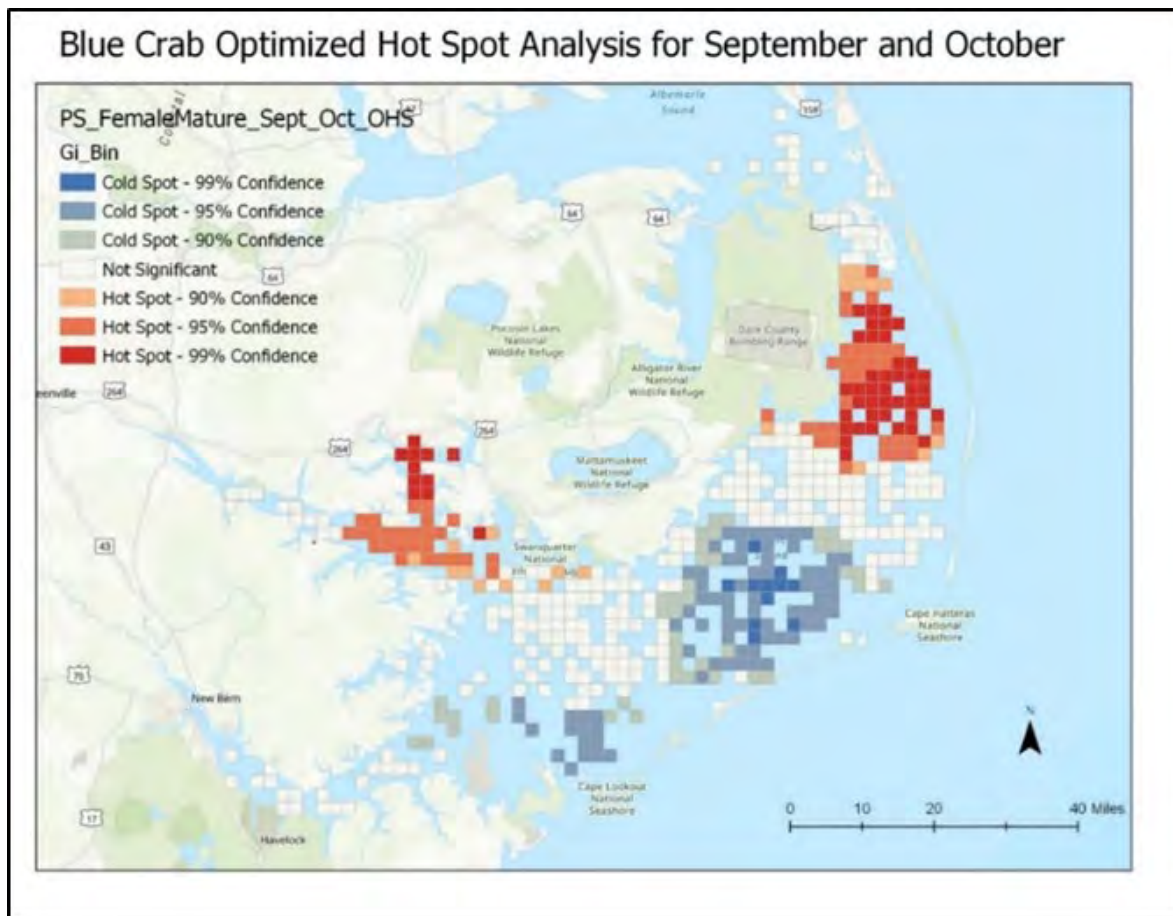 Blue Crab Optimized Hot Spot Analysis for September and October
PS_FemaleMature_Sept_Oct_OHS
Gi_Bin
Cold Spot - 99% Confidence
Cold Spot - 95% Confidence
Cold Spot - 90% Confidence
Not Significant
Hot Spot - 90% Confidence
Hot Spot - 95% Confidence
Hot Spot - 99% Confidence
Coastal
Albemarle
Sound
158
64
64
64
Pocosin Lakes
National
Wildlife Refuge
Dare County
Bombing Range
Alligator River
National
Wildlife Refuge
eenville
264
264
264
Mattamuskeet
National
Wildlife Refuge
43
Swanquarter
National
Cape Hatteras
National
Seashore
New Bern
N
Cape Lookout
National
Seashore
17
Havelock
0
10
20
40 Miles